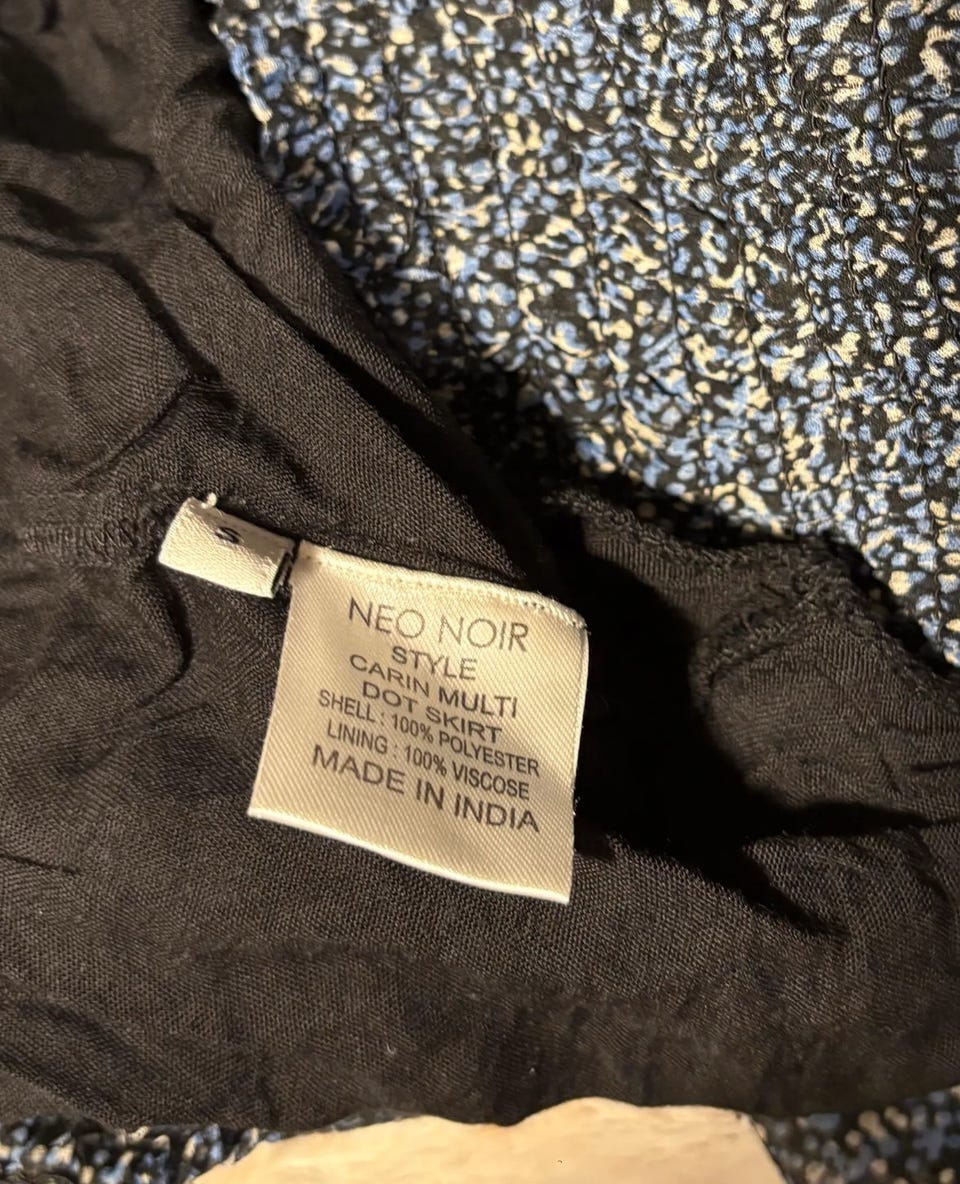 S
NEO NOIR
STYLE
CARIN MULTI
DOT SKIRT
SHELL : 100% POLYESTER
LINING : 100% VISCOSE
MADE IN INDIA